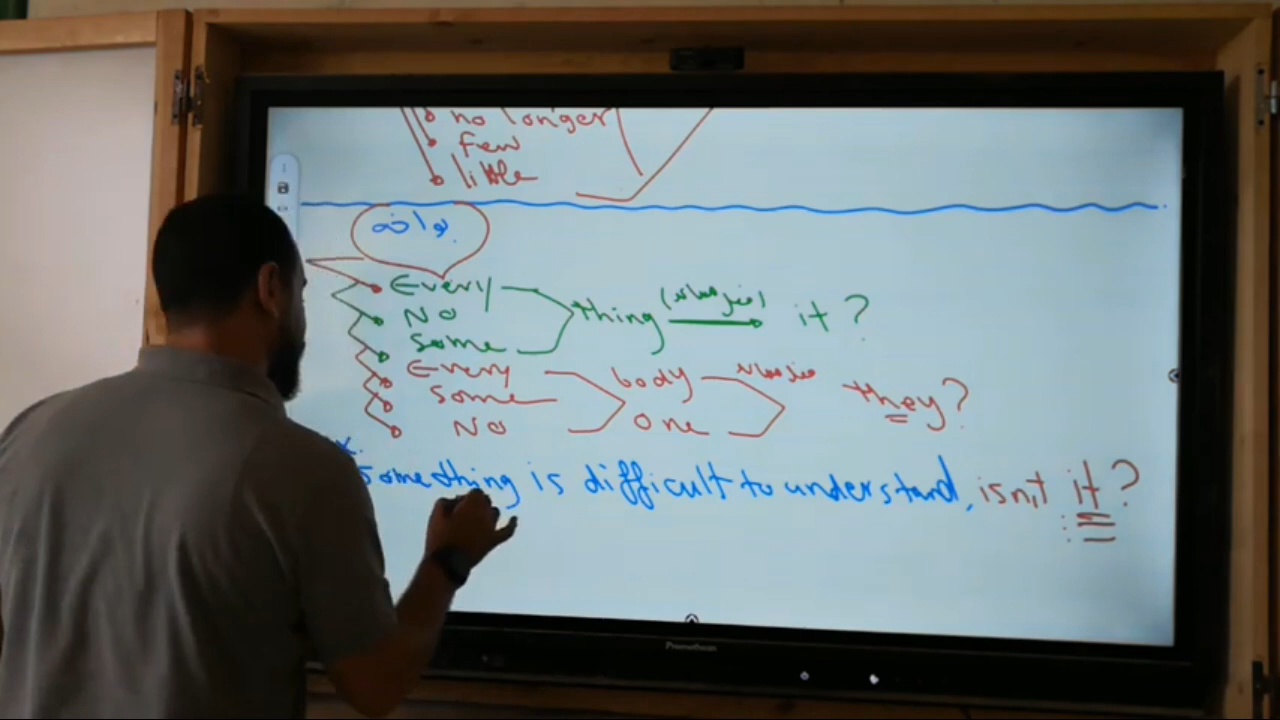 no longer
few
little
Every
No
some
thing
it?
Every
some
No
body
one
they?
Something is difficult to understand, isn't it?
Promethean